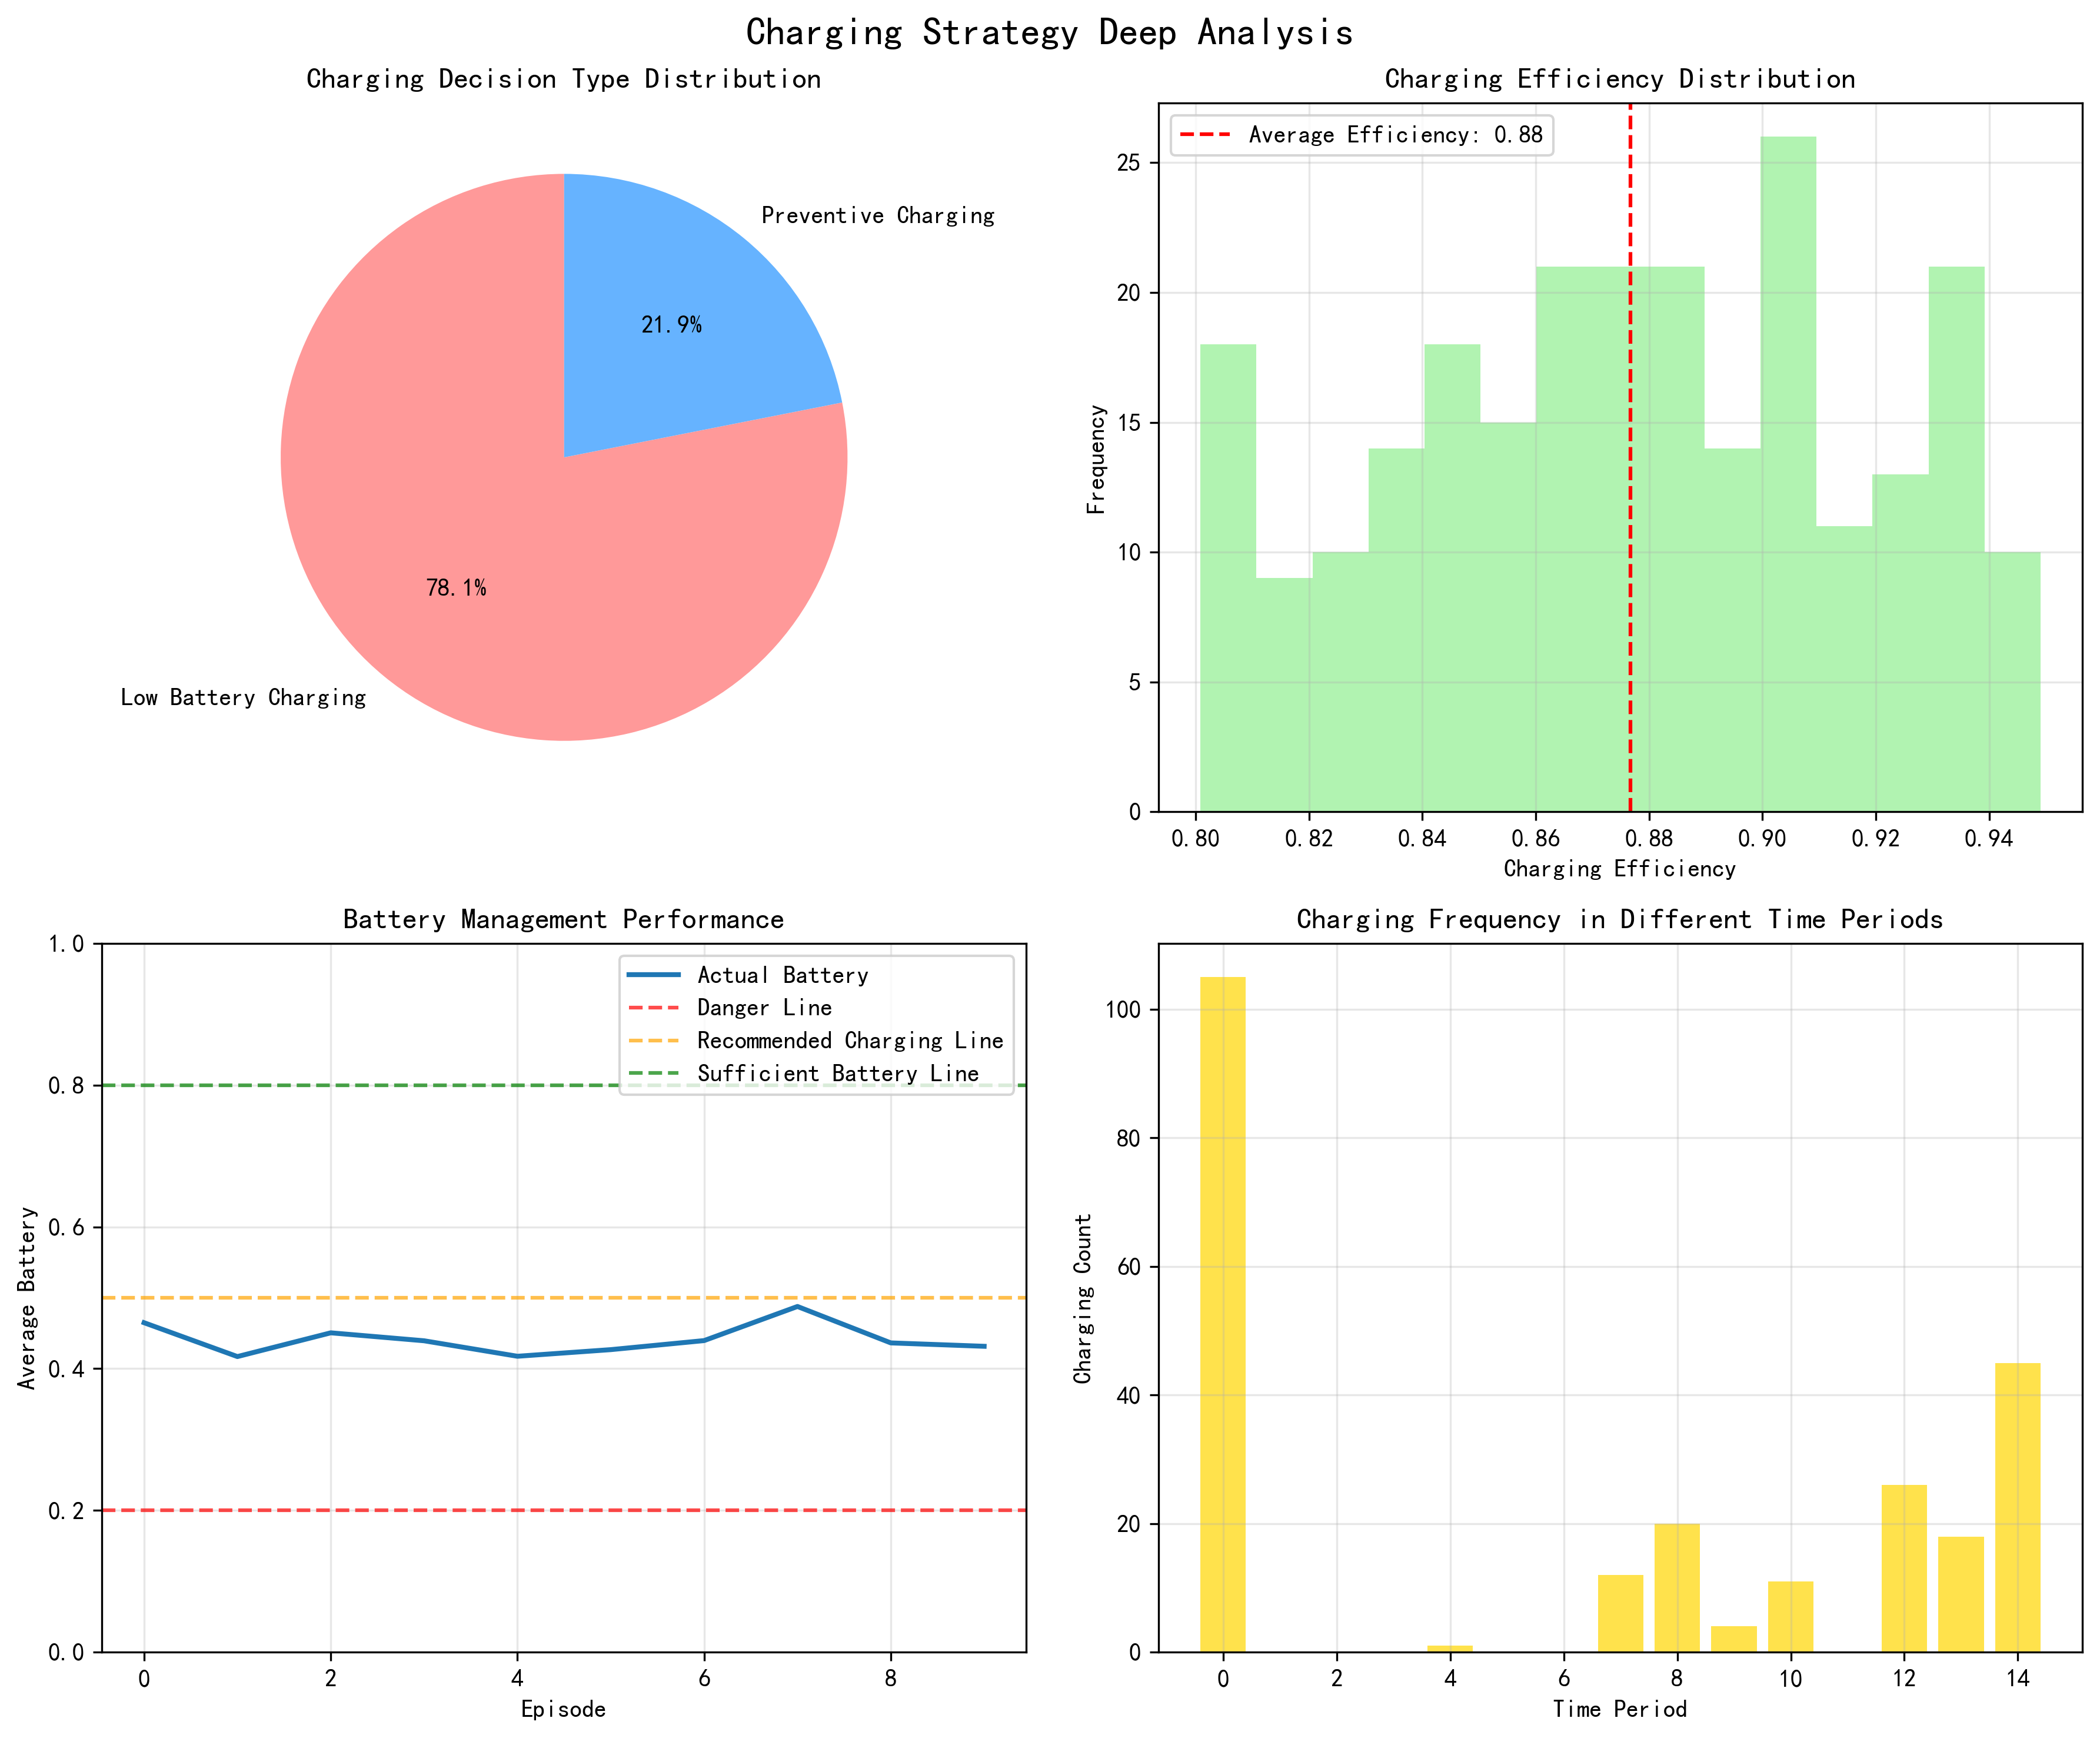 Charging Strategy Deep Analysis
Charging Decision Type Distribution
Preventive Charging
21.9%
78.1%
Low Battery Charging
Charging Efficiency Distribution
Average Efficiency: 0.88
Frequency
25
20
15
10
5
0
0.80 0.82 0.84 0.86 0.88 0.90 0.92 0.94
Charging Efficiency
Battery Management Performance
Actual Battery
Danger Line
Recommended Charging Line
Sufficient Battery Line
Average Battery
1.0
0.8
0.6
0.4
0.2
0.0
0 2 4 6 8
Episode
Charging Frequency in Different Time Periods
Charging Count
100
80
60
40
20
0
0 2 4 6 8 10 12 14
Time Period